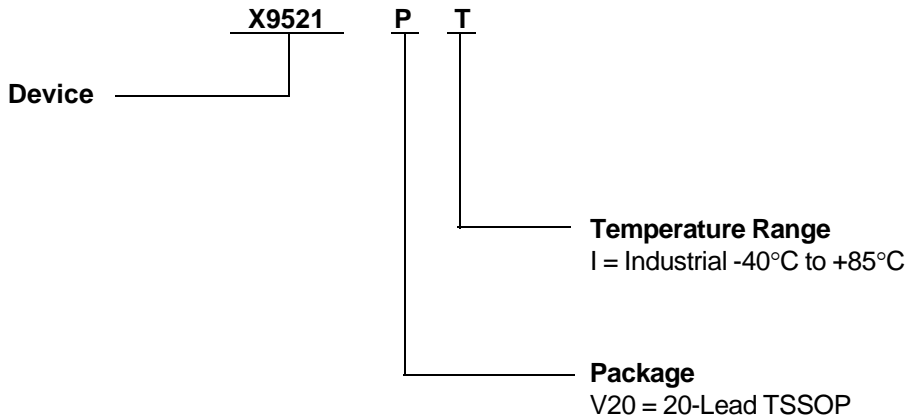 X9521 P T
Device
Temperature Range
I = Industrial -40°C to +85°C
Package
V20 = 20-Lead TSSOP